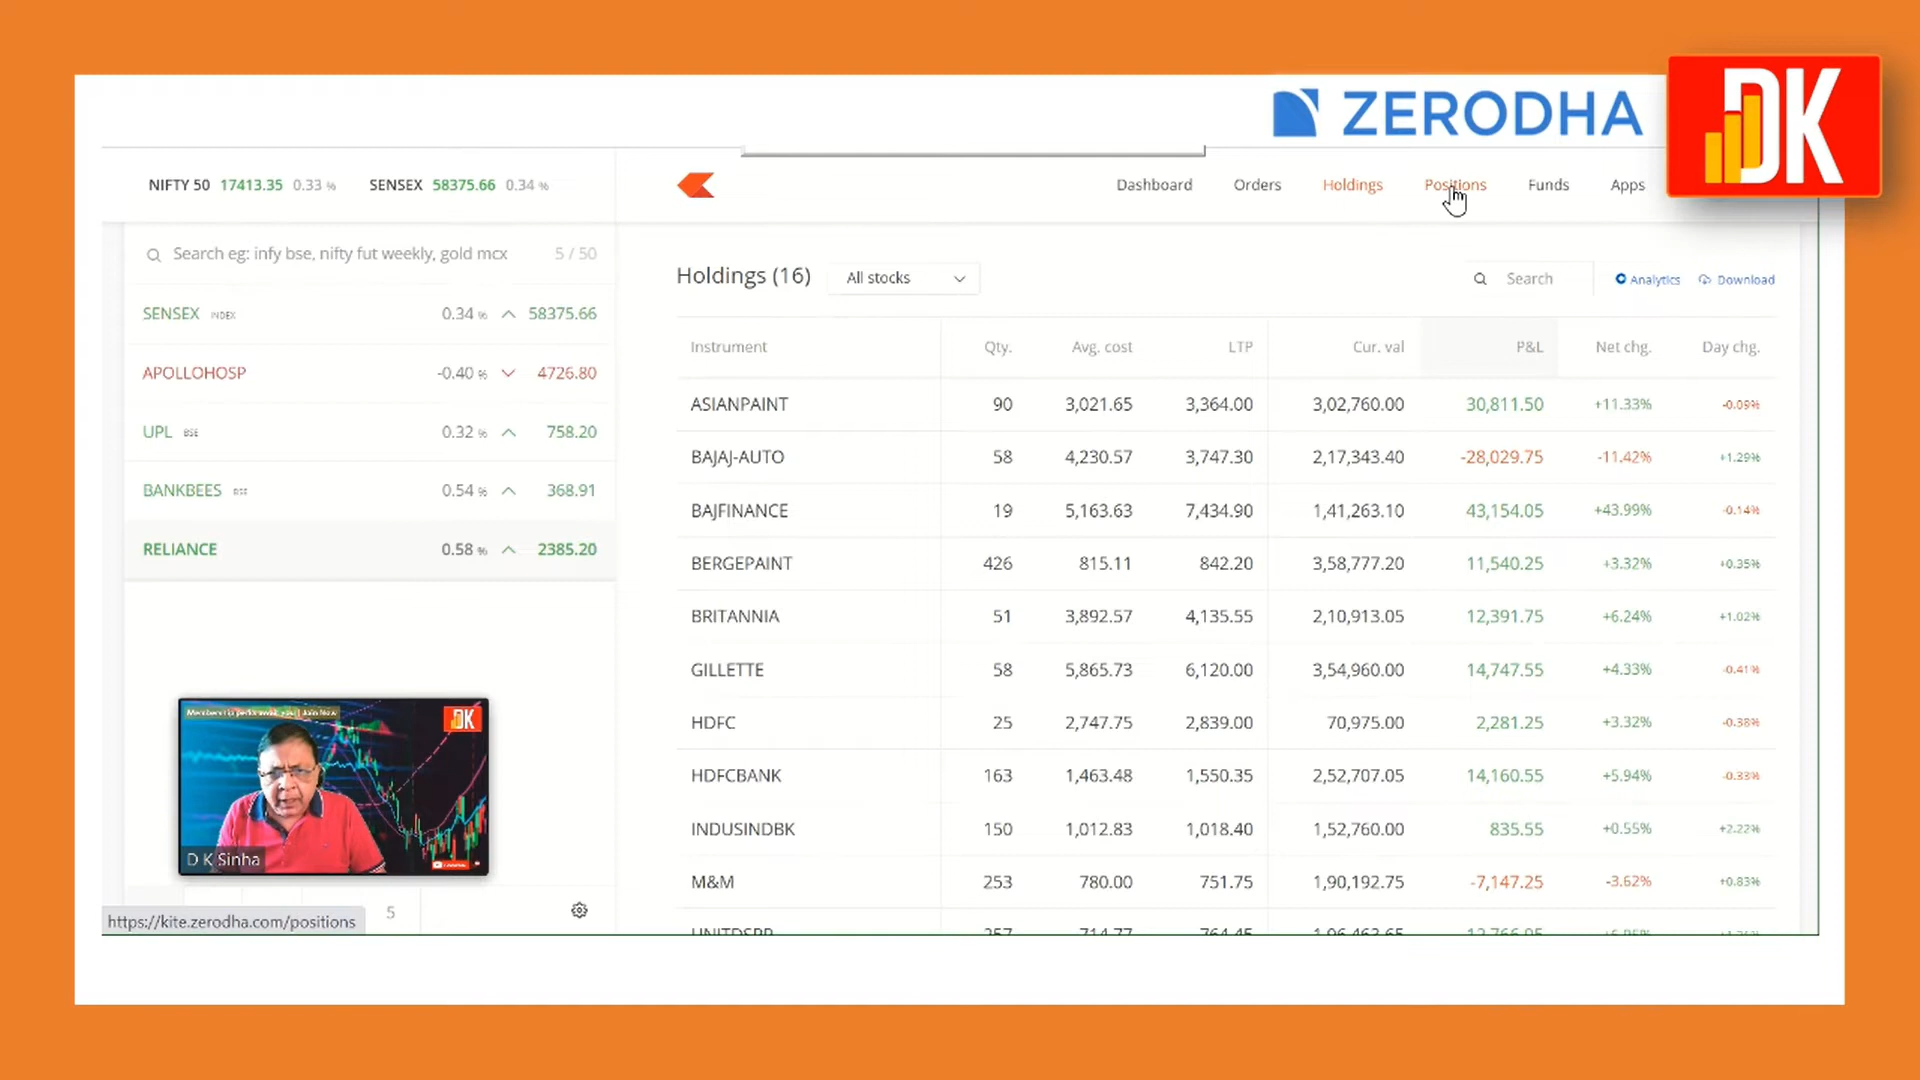 ZERODHA
DK
NIFTY 50 17413.35 0.33 % SENSEX 58375.66 0.34 %
Dashboard Orders Holdings Positions Funds Apps
Search eg: infy bse, nifty fut weekly, gold mcx 5 / 50
SENSEX INDEX 0.34 % 58375.66
APOLLOHOSP -0.40 % 4726.80
UPL BSE 0.32 % 758.20
BANKBEES BSE 0.54 % 368.91
RELIANCE 0.58 % 2385.20
Holdings (16) All stocks Search Analytics Download
Instrument Qty. Avg. cost LTP Cur. val P&L Net chg. Day chg.
ASIANPAINT 90 3,021.65 3,364.00 3,02,760.00 30,811.50 +11.33% -0.09%
BAJAJ-AUTO 58 4,230.57 3,747.30 2,17,343.40 -28,029.75 -11.42% +1.29%
BAJFINANCE 19 5,163.63 7,434.90 1,41,263.10 43,154.05 +43.99% -0.14%
BERGEPAINT 426 815.11 842.20 3,58,777.20 11,540.25 +3.32% +0.35%
BRITANNIA 51 3,892.57 4,135.55 2,10,913.05 12,391.75 +6.24% +1.02%
GILLETTE 58 5,865.73 6,120.00 3,54,960.00 14,747.55 +4.33% -0.41%
HDFC 25 2,747.75 2,839.00 70,975.00 2,281.25 +3.32% -0.38%
HDFCBANK 163 1,463.48 1,550.35 2,52,707.05 14,160.55 +5.94% -0.33%
INDUSINDBK 150 1,012.83 1,018.40 1,52,760.00 835.55 +0.55% +2.22%
M&M 253 780.00 751.75 1,90,192.75 -7,147.25 -3.62% +0.83%
DK
D K Sinha
5
https://kite.zerodha.com/positions